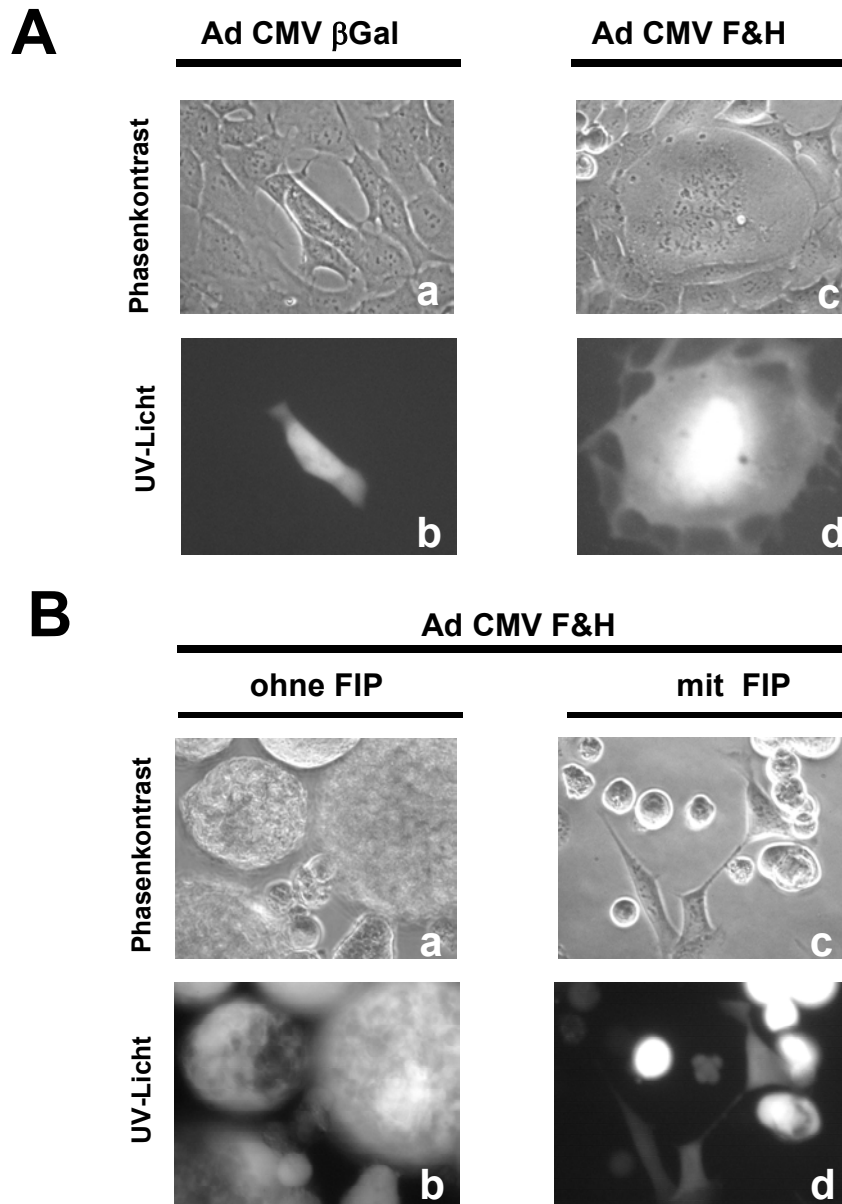 A
Ad CMV βGal
Ad CMV F&H
Phasenkontrast
a
c
UV-Licht
b
d
B
Ad CMV F&H
ohne FIP
mit FIP
Phasenkontrast
a
c
UV-Licht
b
d